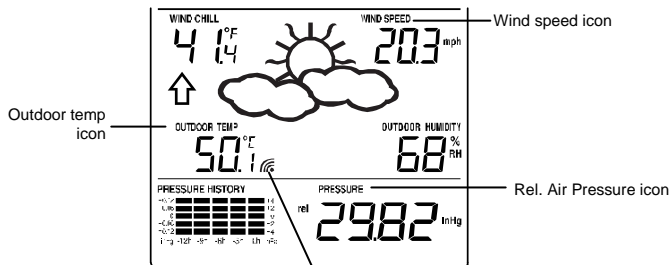 WIND CHILL
WIND SPEED
Wind speed icon
41.4 °F
20.3 mph
Outdoor temp
icon
OUTDOOR TEMP
OUTDOOR HUMIDITY
50.1
68 % RH
PRESSURE HISTORY
PRESSURE
Rel. Air Pressure icon
rel 29.82 inHg